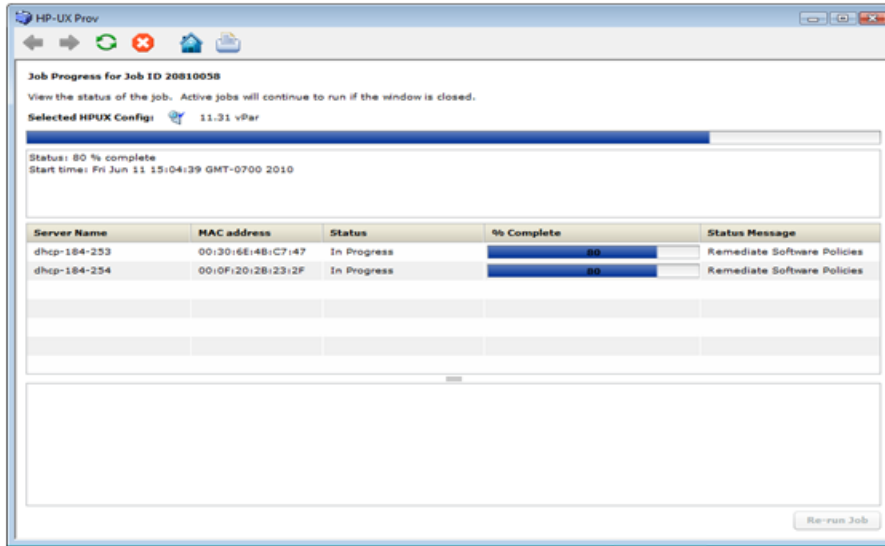 HP-UX Prov
Job Progress for Job ID 20810058
View the status of the job. Active jobs will continue to run if the window is closed.
Selected HPUX Config: 11.31 vPar
Status: 80 % complete
Start time: Fri Jun 11 15:04:39 GMT-0700 2010
Server Name MAC address Status % Complete Status Message
dhcp-184-253 00:30:6E:4B:C7:47 In Progress 80 Remediate Software Policies
dhcp-184-254 00:0F:20:2B:23:2F In Progress 80 Remediate Software Policies
Re-run Job